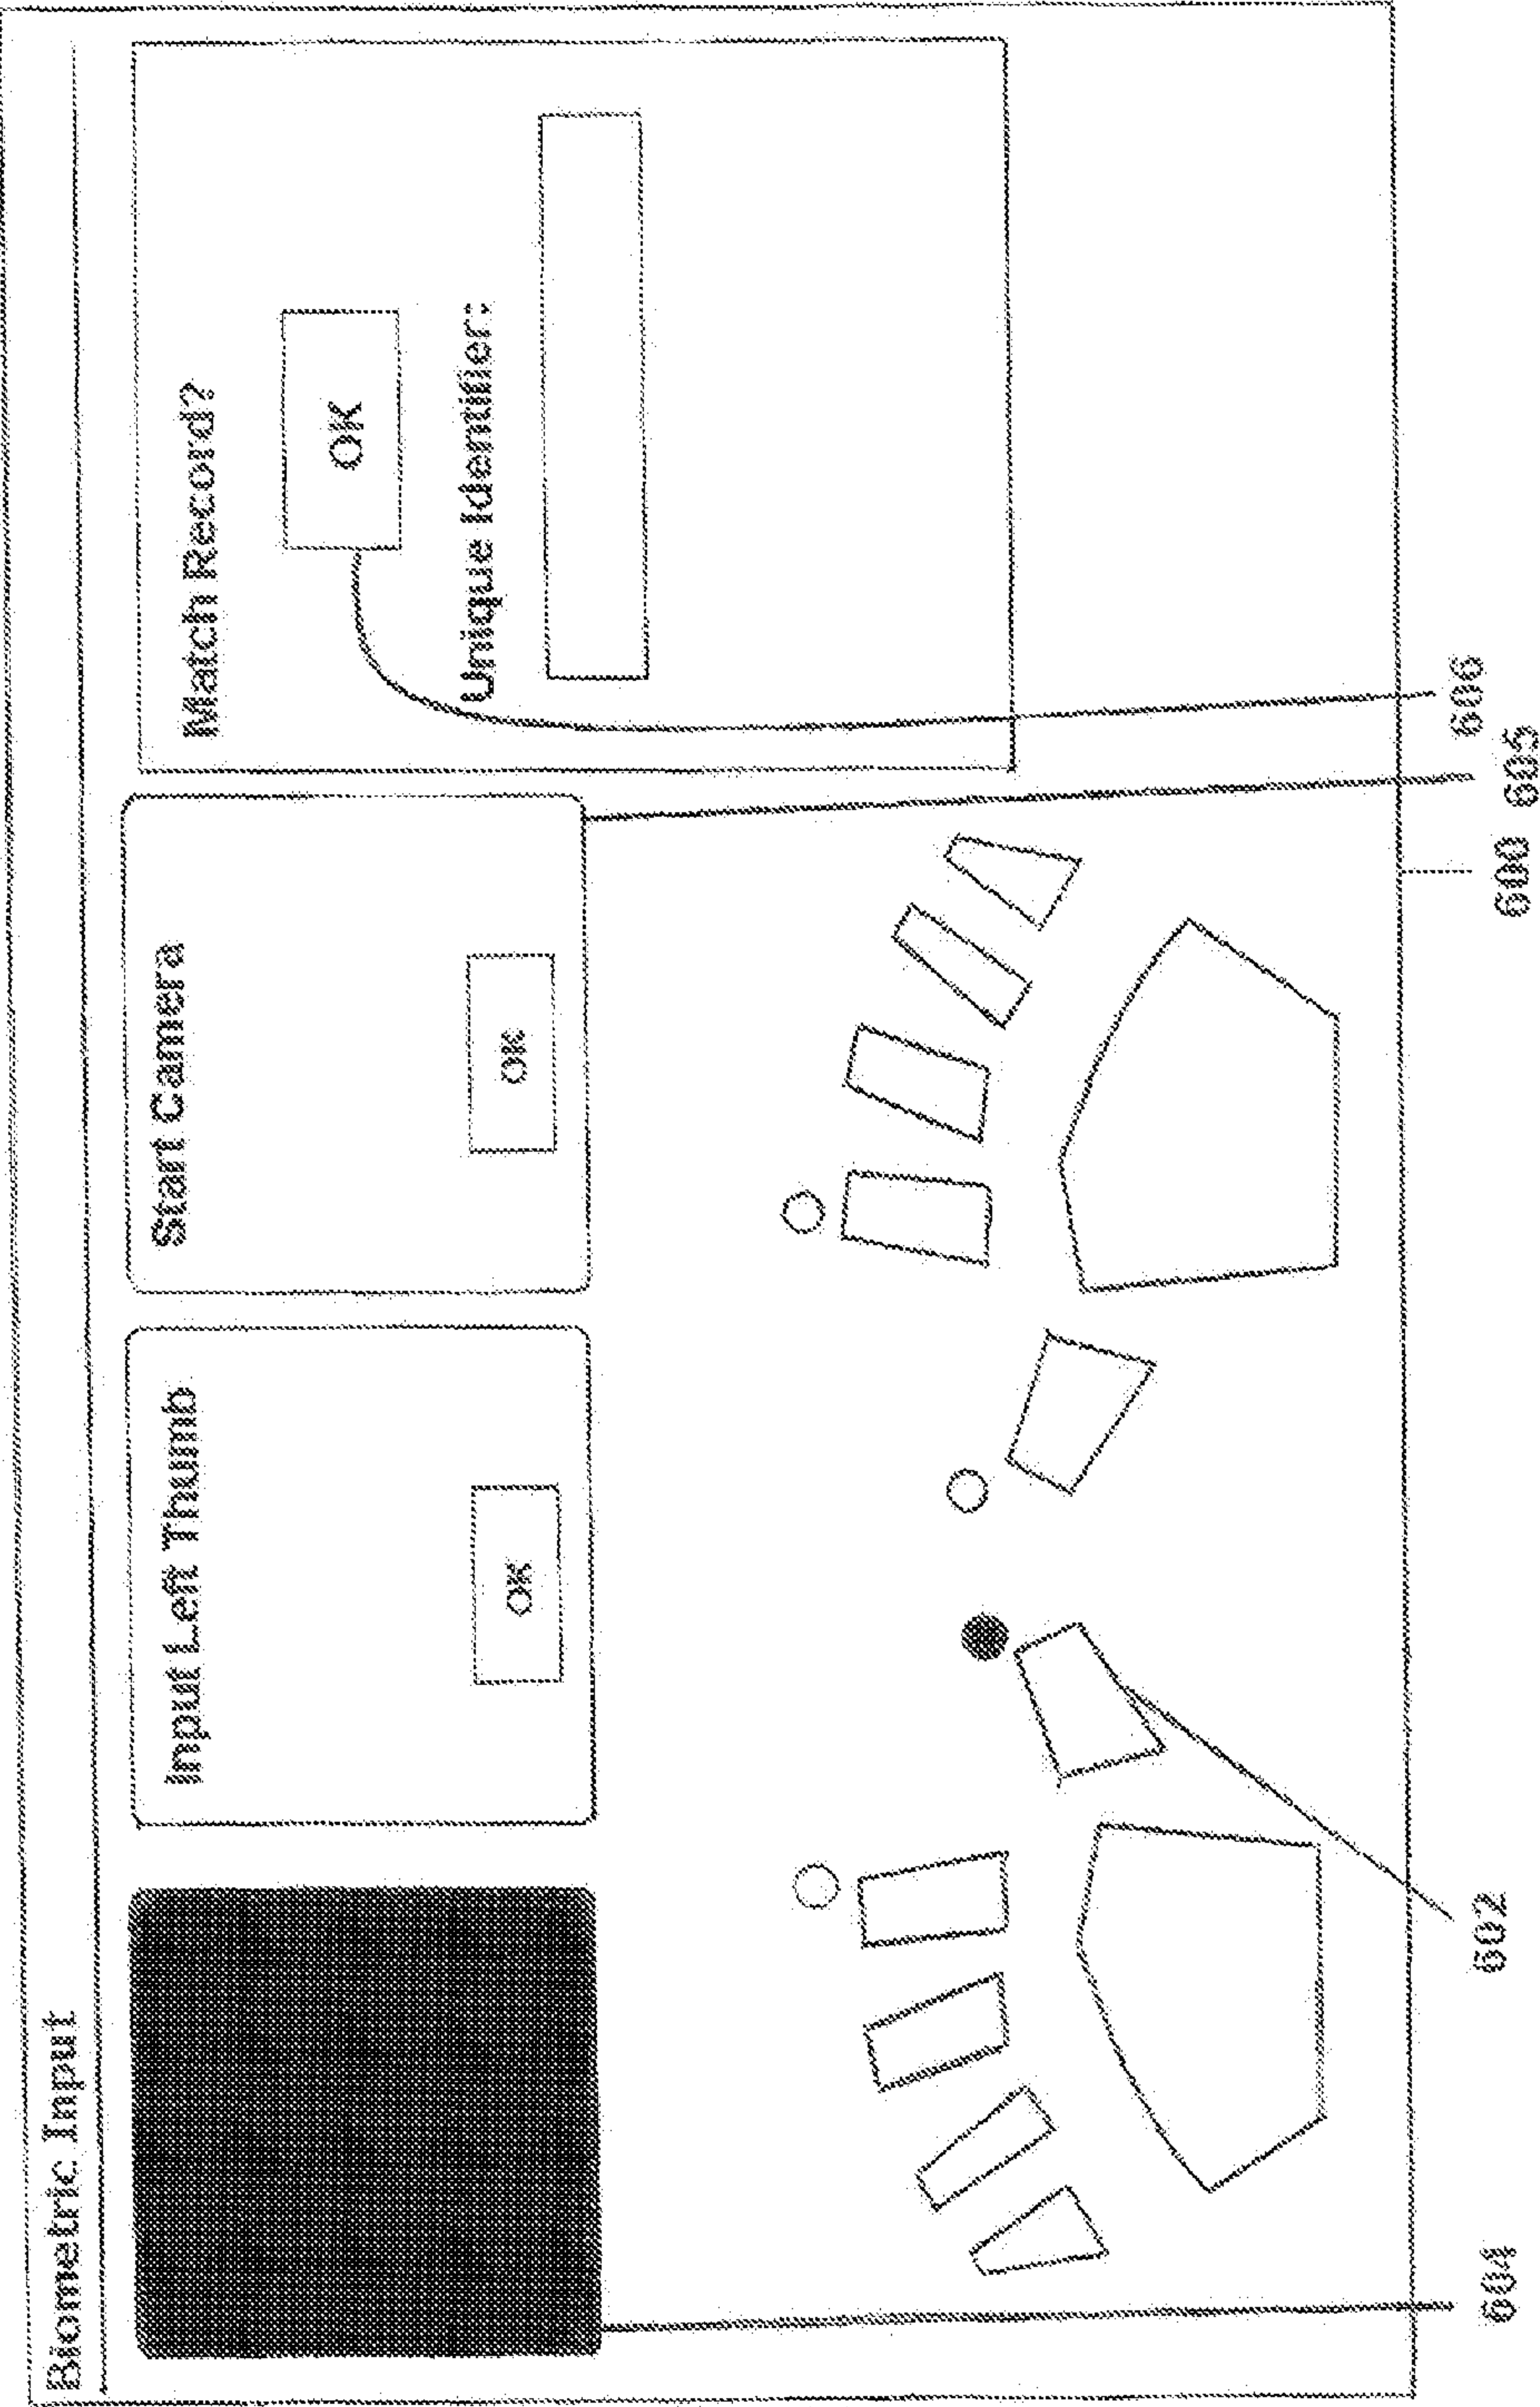 Biometric Input
Input Left Thumb
OK
Start Camera
OK
Match Record?
OK
Unique Identifier:
604
602
600
605
606